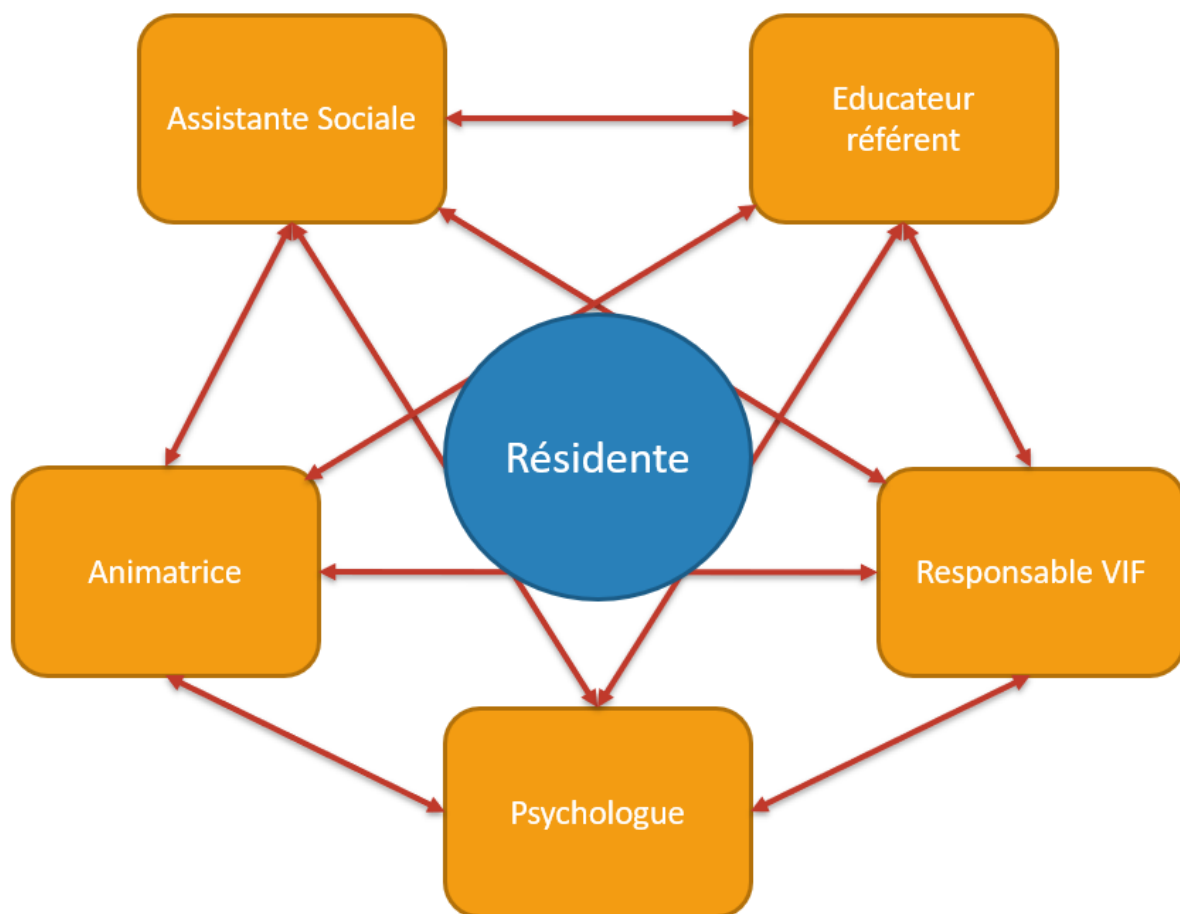 Assistante Sociale
Educateur
référent
Résidente
Animatrice
Responsable VIF
Psychologue